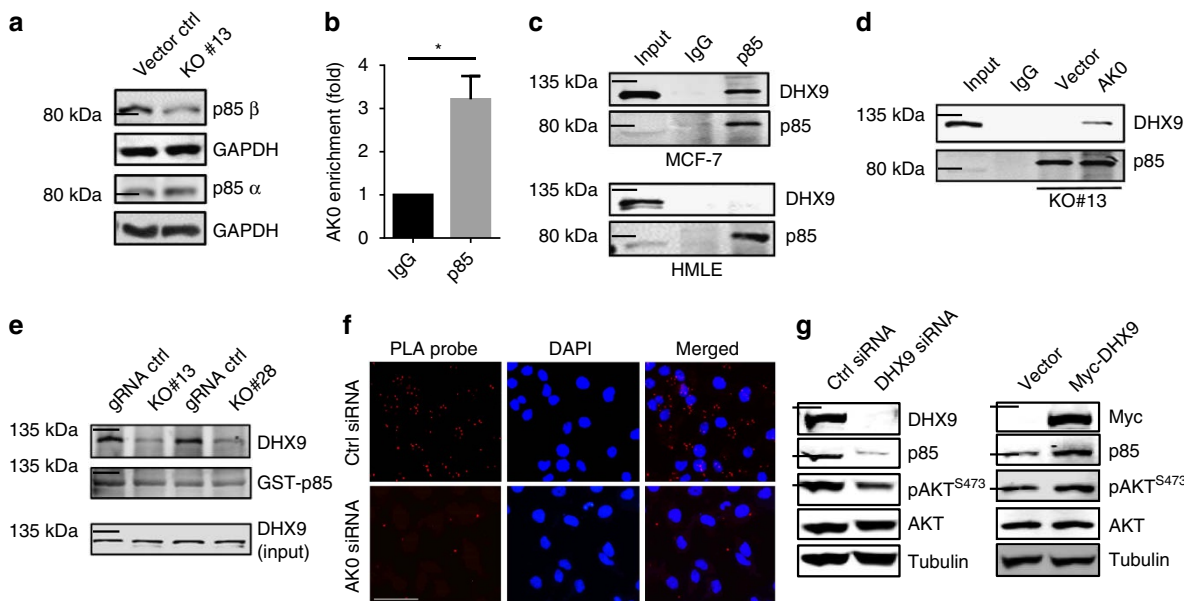 a
Vector ctrl
KO #13
80 kDa
p85 β
GAPDH
80 kDa
p85 α
GAPDH
b
AK0 enrichment (fold)
4
3
2
1
0
*
IgG
p85
c
Input
IgG
p85
135 kDa
DHX9
80 kDa
p85
MCF-7
135 kDa
DHX9
80 kDa
p85
HMLE
d
Input
IgG
Vector
AK0
135 kDa
DHX9
80 kDa
p85
KO#13
e
gRNA ctrl
KO#13
gRNA ctrl
KO#28
135 kDa
DHX9
135 kDa
GST-p85
135 kDa
DHX9
(input)
f
PLA probe
DAPI
Merged
Ctrl siRNA
AK0 siRNA
g
Ctrl siRNA
DHX9 siRNA
DHX9
p85
pAKT^S473
AKT
Tubulin
Vector
Myc-DHX9
Myc
p85
pAKT^S473
AKT
Tubulin